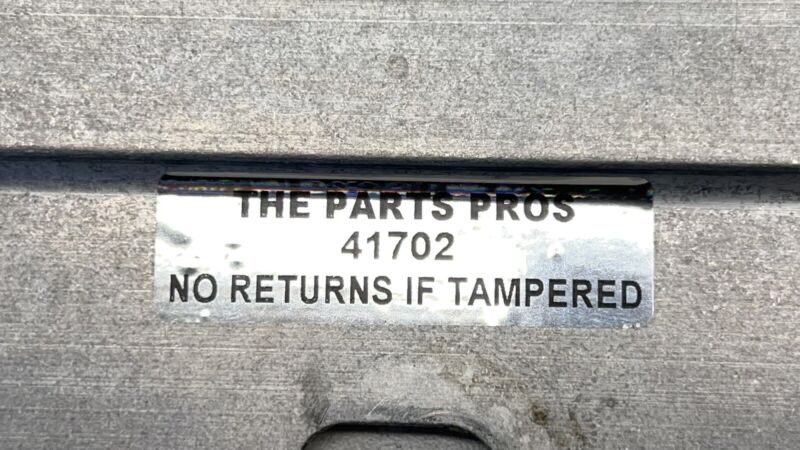 THE PARTS PROS
41702
NO RETURNS IF TAMPERED